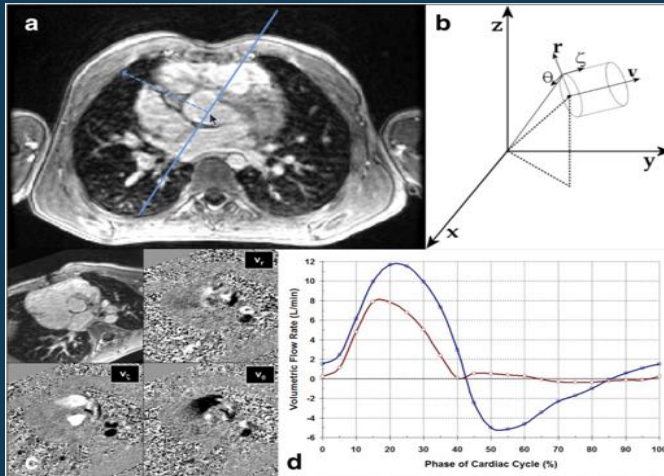 a
b
z
r
ζ
θ
v
y
x
vr
vζ
vθ
c
Volumetric Flow Rate (L/min)
12
10
8
6
4
2
0
-2
-4
-6
0 10 20 30 40 50 60 70 80 90 100
Phase of Cardiac Cycle (%)
d